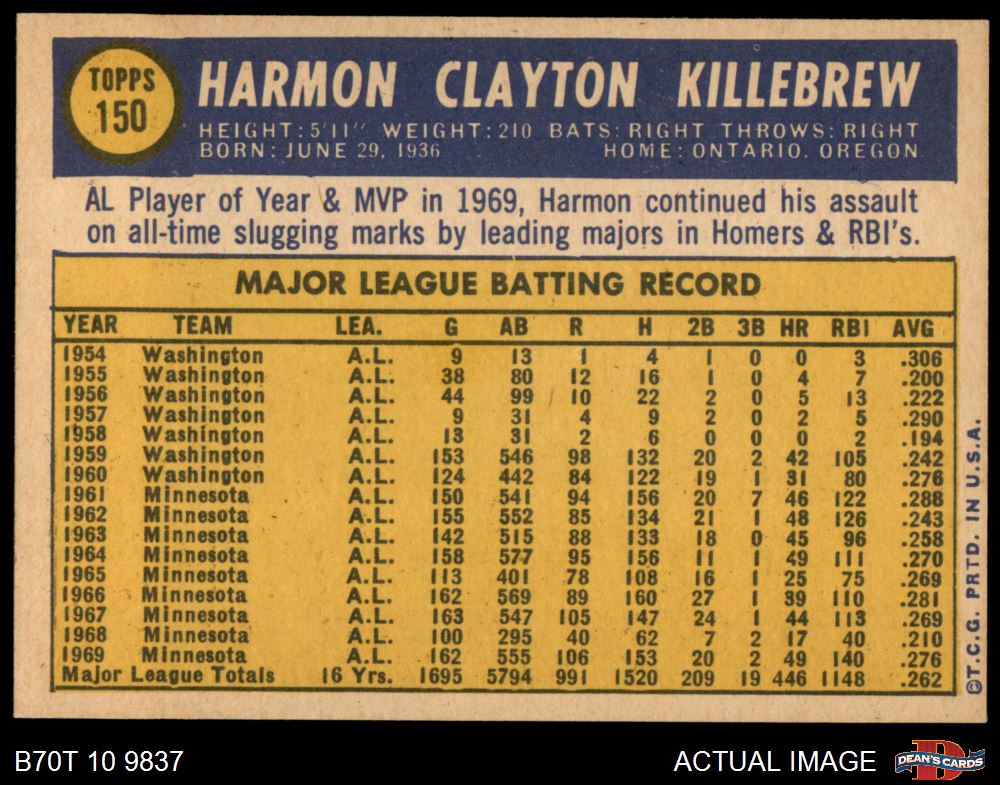 TOPPS
150
HARMON CLAYTON KILLEBREW
HEIGHT: 5'11" WEIGHT: 210 BATS: RIGHT THROWS: RIGHT
BORN: JUNE 29, 1936 HOME: ONTARIO, OREGON
AL Player of Year & MVP in 1969, Harmon continued his assault
on all-time slugging marks by leading majors in Homers & RBI's.
MAJOR LEAGUE BATTING RECORD
YEAR TEAM LEA. G AB R H 2B 3B HR RBI AVG
1954 Washington A.L. 9 13 1 4 1 0 0 3 .306
1955 Washington A.L. 38 80 12 16 1 0 4 7 .200
1956 Washington A.L. 44 99 10 22 2 0 5 13 .222
1957 Washington A.L. 9 31 4 9 2 0 2 5 .290
1958 Washington A.L. 13 31 2 6 0 0 0 2 .194
1959 Washington A.L. 153 546 98 132 20 2 42 105 .242
1960 Washington A.L. 124 442 84 122 19 1 31 80 .276
1961 Minnesota A.L. 150 541 94 156 20 7 46 122 .288
1962 Minnesota A.L. 155 552 85 134 21 1 48 126 .243
1963 Minnesota A.L. 142 515 88 133 18 0 45 96 .258
1964 Minnesota A.L. 158 577 95 156 11 1 49 111 .270
1965 Minnesota A.L. 113 401 78 108 16 1 25 75 .269
1966 Minnesota A.L. 162 569 89 160 27 1 39 110 .281
1967 Minnesota A.L. 163 547 105 147 24 1 44 113 .269
1968 Minnesota A.L. 100 295 40 62 7 2 17 40 .210
1969 Minnesota A.L. 162 555 106 153 20 2 49 140 .276
Major League Totals 16 Yrs. 1695 5794 991 1520 209 19 446 1148 .262
©T.C.G. PRTD. IN U.S.A.
B70T 10 9837
ACTUAL IMAGE
D
DEAN'S CARDS